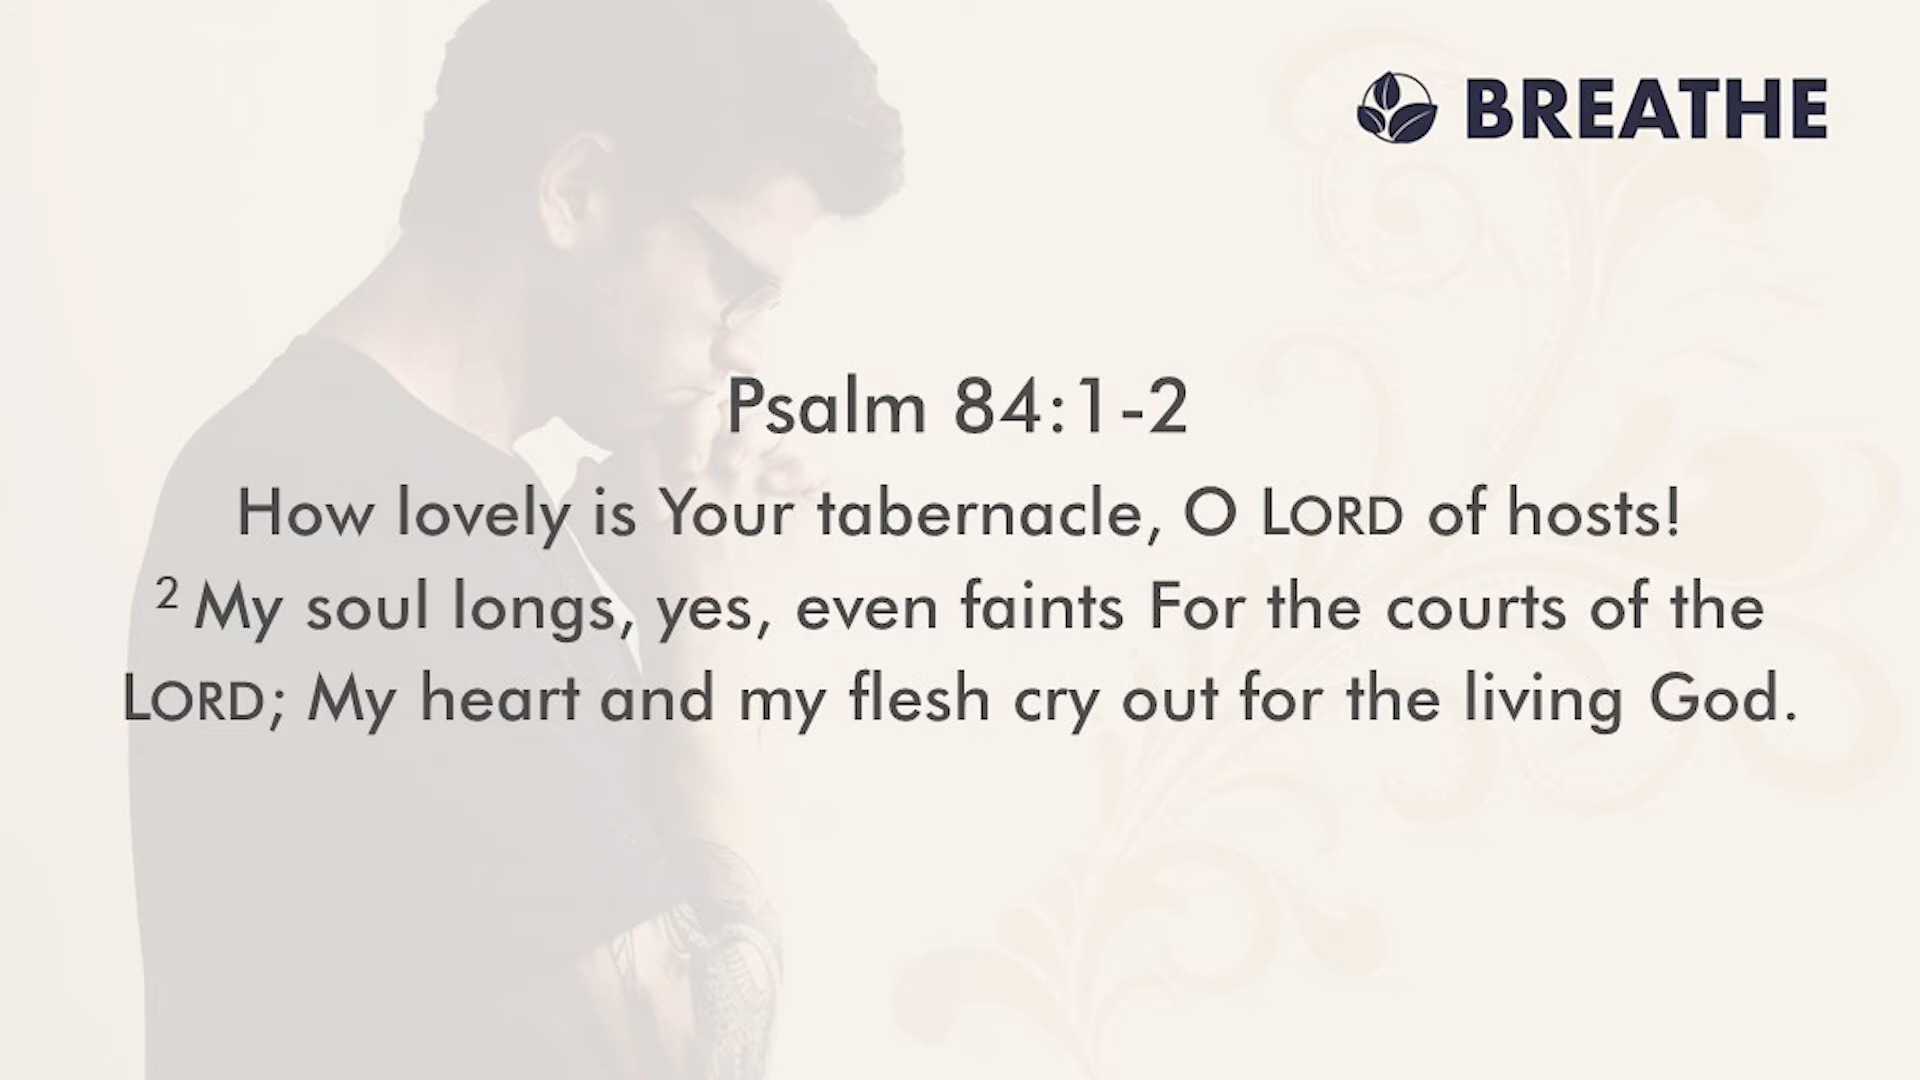 BREATHE
Psalm 84:1-2
How lovely is Your tabernacle, O LORD of hosts!
2 My soul longs, yes, even faints For the courts of the
LORD; My heart and my flesh cry out for the living God.